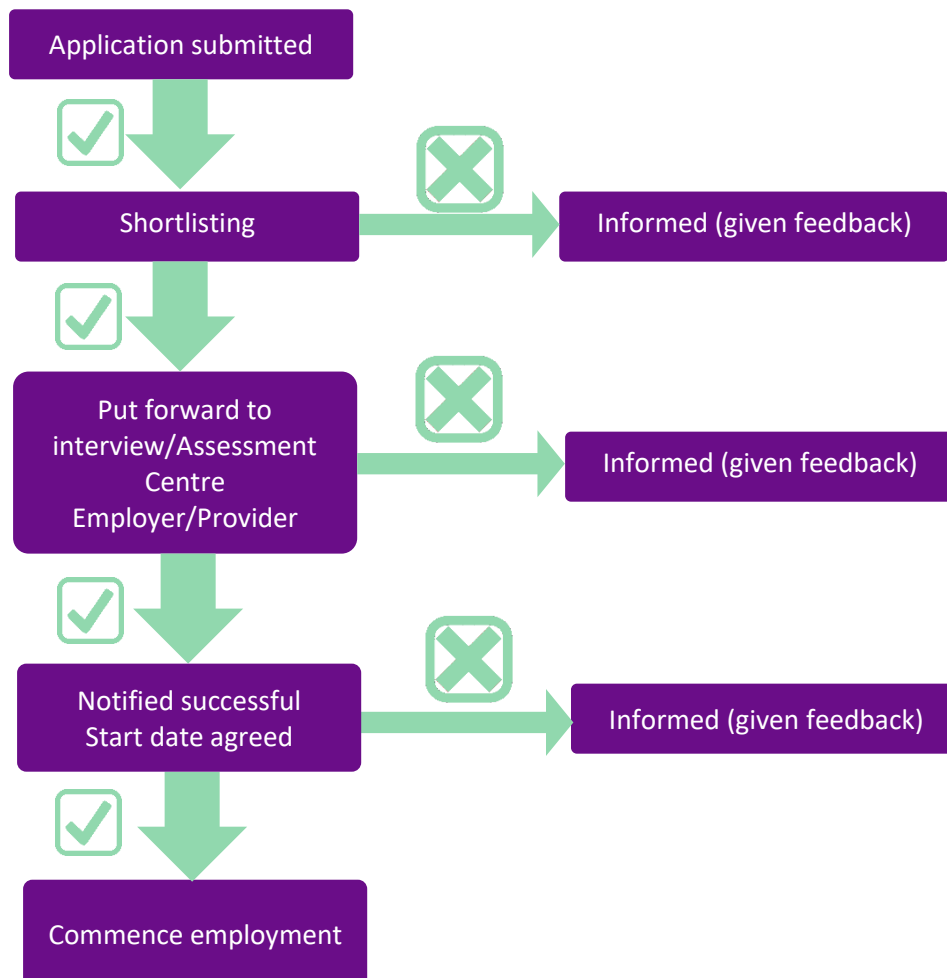 Application submitted
Shortlisting
Informed (given feedback)
Put forward to
interview/Assessment
Centre
Employer/Provider
Informed (given feedback)
Notified successful
Start date agreed
Informed (given feedback)
Commence employment